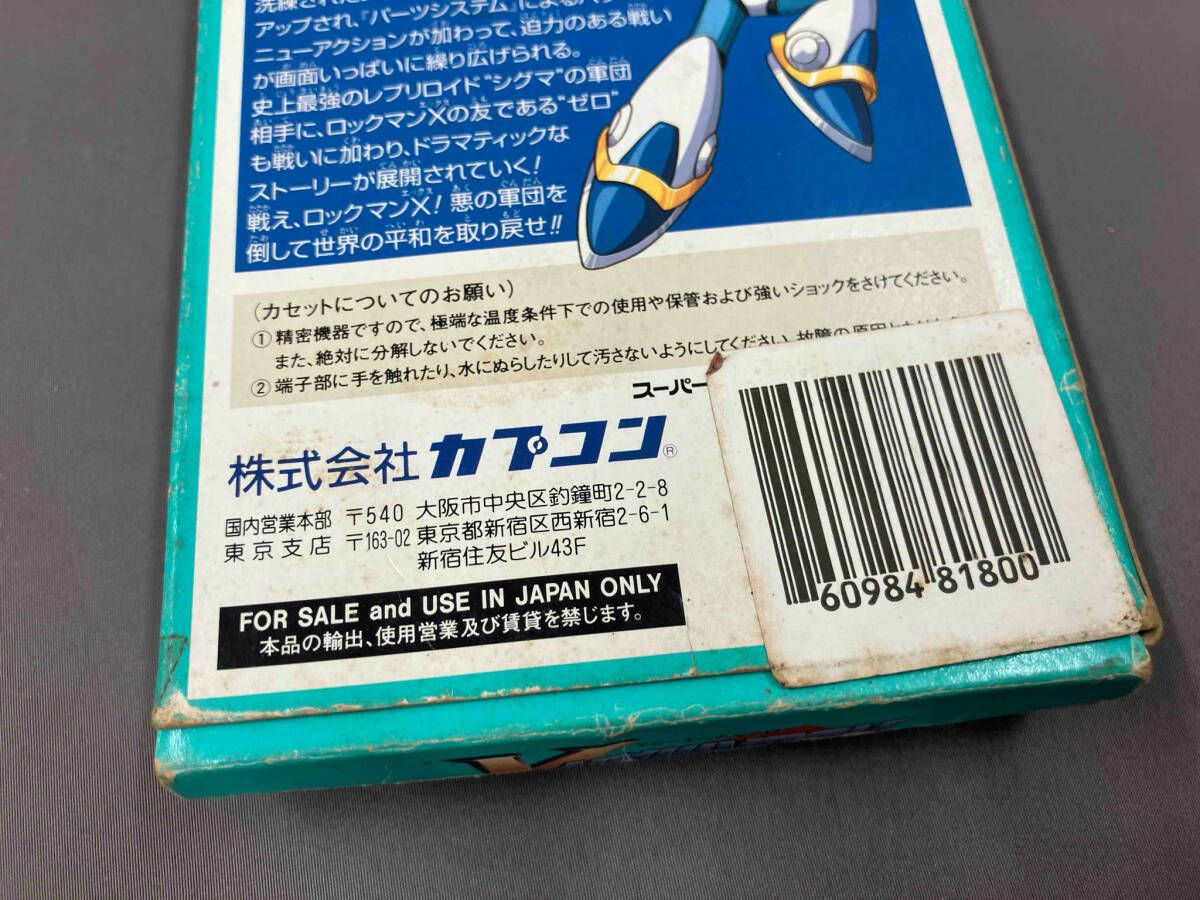 アップされ、『パーツシステム』による
ニューアクションが加わって、迫力のある戦い
が画面いっぱいに繰り広げられる。
史上最強のレプリロイド"シグマ"の軍団
相手に、ロックマンXの友である"ゼロ"
も戦いに加わり、ドラマティックな
ストーリーが展開されていく!
戦え、ロックマンX! 悪の軍団を
倒して世界の平和を取り戻せ!!
(カセットについてのお願い)
① 精密機器ですので、極端な温度条件下での使用や保管および強いショックをさけてください。
また、絶対に分解しないでください。
② 端子部に手を触れたり、水にぬらしたりして汚さないようにしてください。故障の原因と
スーパー
株式会社 カプコン ®
国内営業本部 〒540 大阪市中央区釣鐘町2-2-8
東京支店 〒163-02 東京都新宿区西新宿2-6-1
新宿住友ビル43F
FOR SALE and USE IN JAPAN ONLY
本品の輸出、使用営業及び賃貸を禁じます。
60984 81800